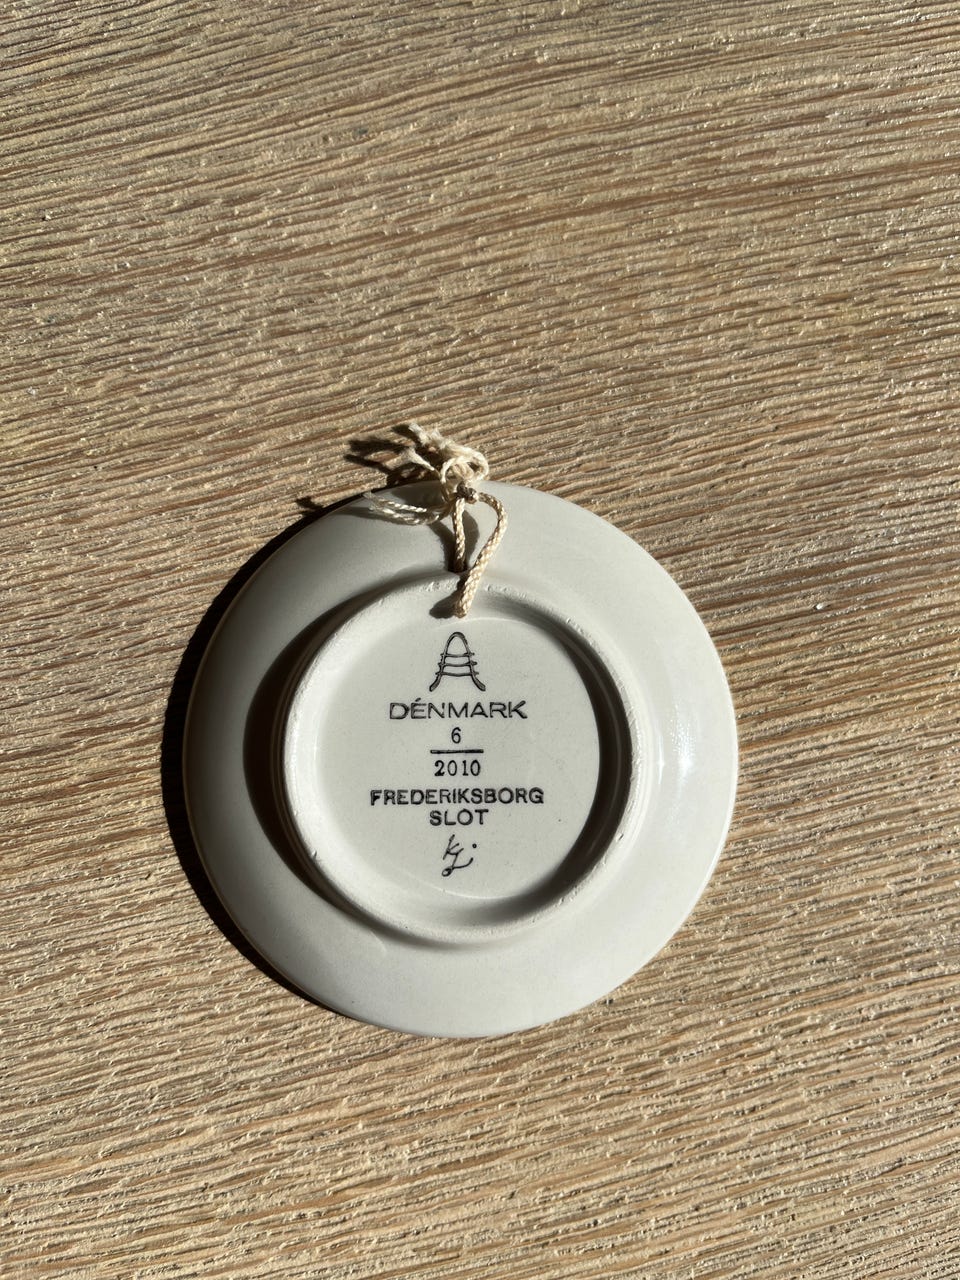 DÉNMARK
6
2010
FREDERIKSBORG
SLOT